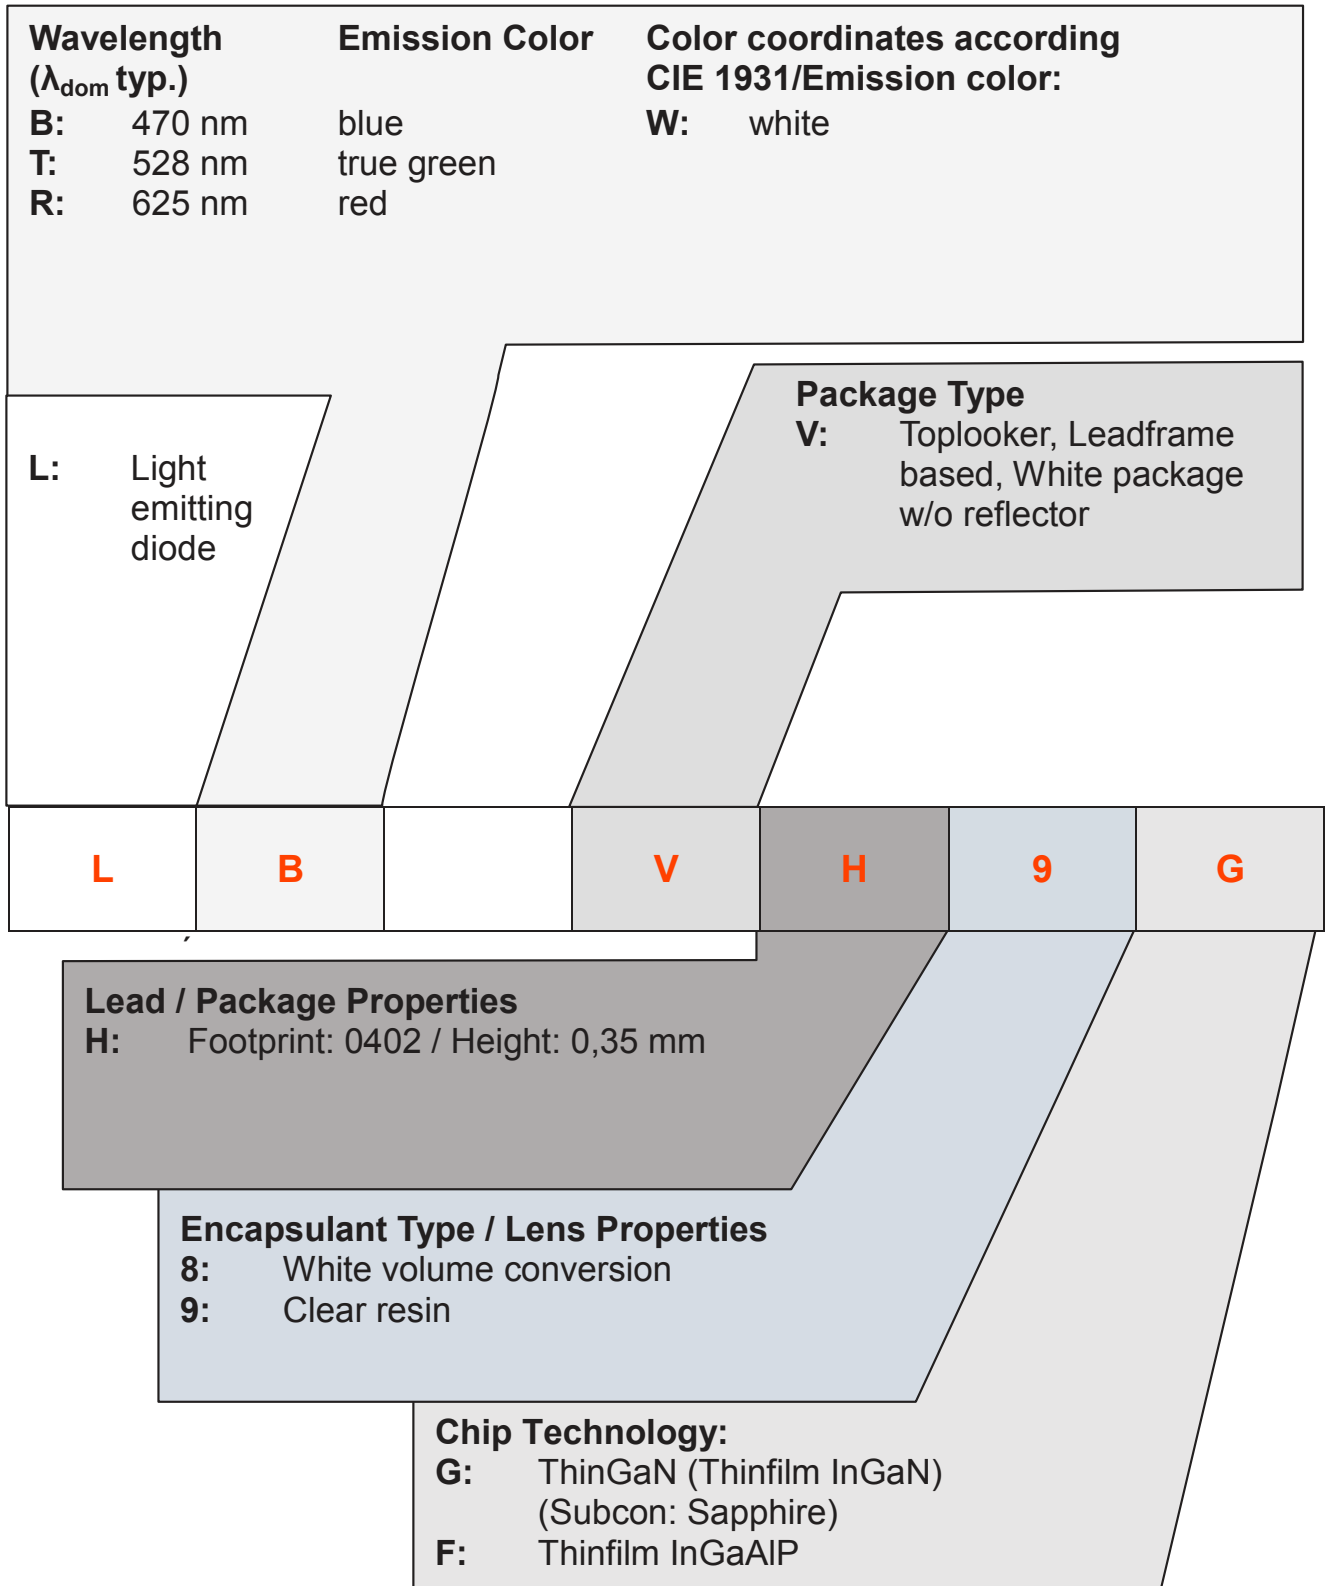 Wavelength Emission Color Color coordinates according
(λdom typ.) CIE 1931/Emission color:
B: 470 nm blue W: white
T: 528 nm true green
R: 625 nm red
Package Type
V: Toplooker, Leadframe
based, White package
w/o reflector
L: Light
emitting
diode
L B V H 9 G
Lead / Package Properties
H: Footprint: 0402 / Height: 0,35 mm
Encapsulant Type / Lens Properties
8: White volume conversion
9: Clear resin
Chip Technology:
G: ThinGaN (Thinfilm InGaN)
(Subcon: Sapphire)
F: Thinfilm InGaAlP